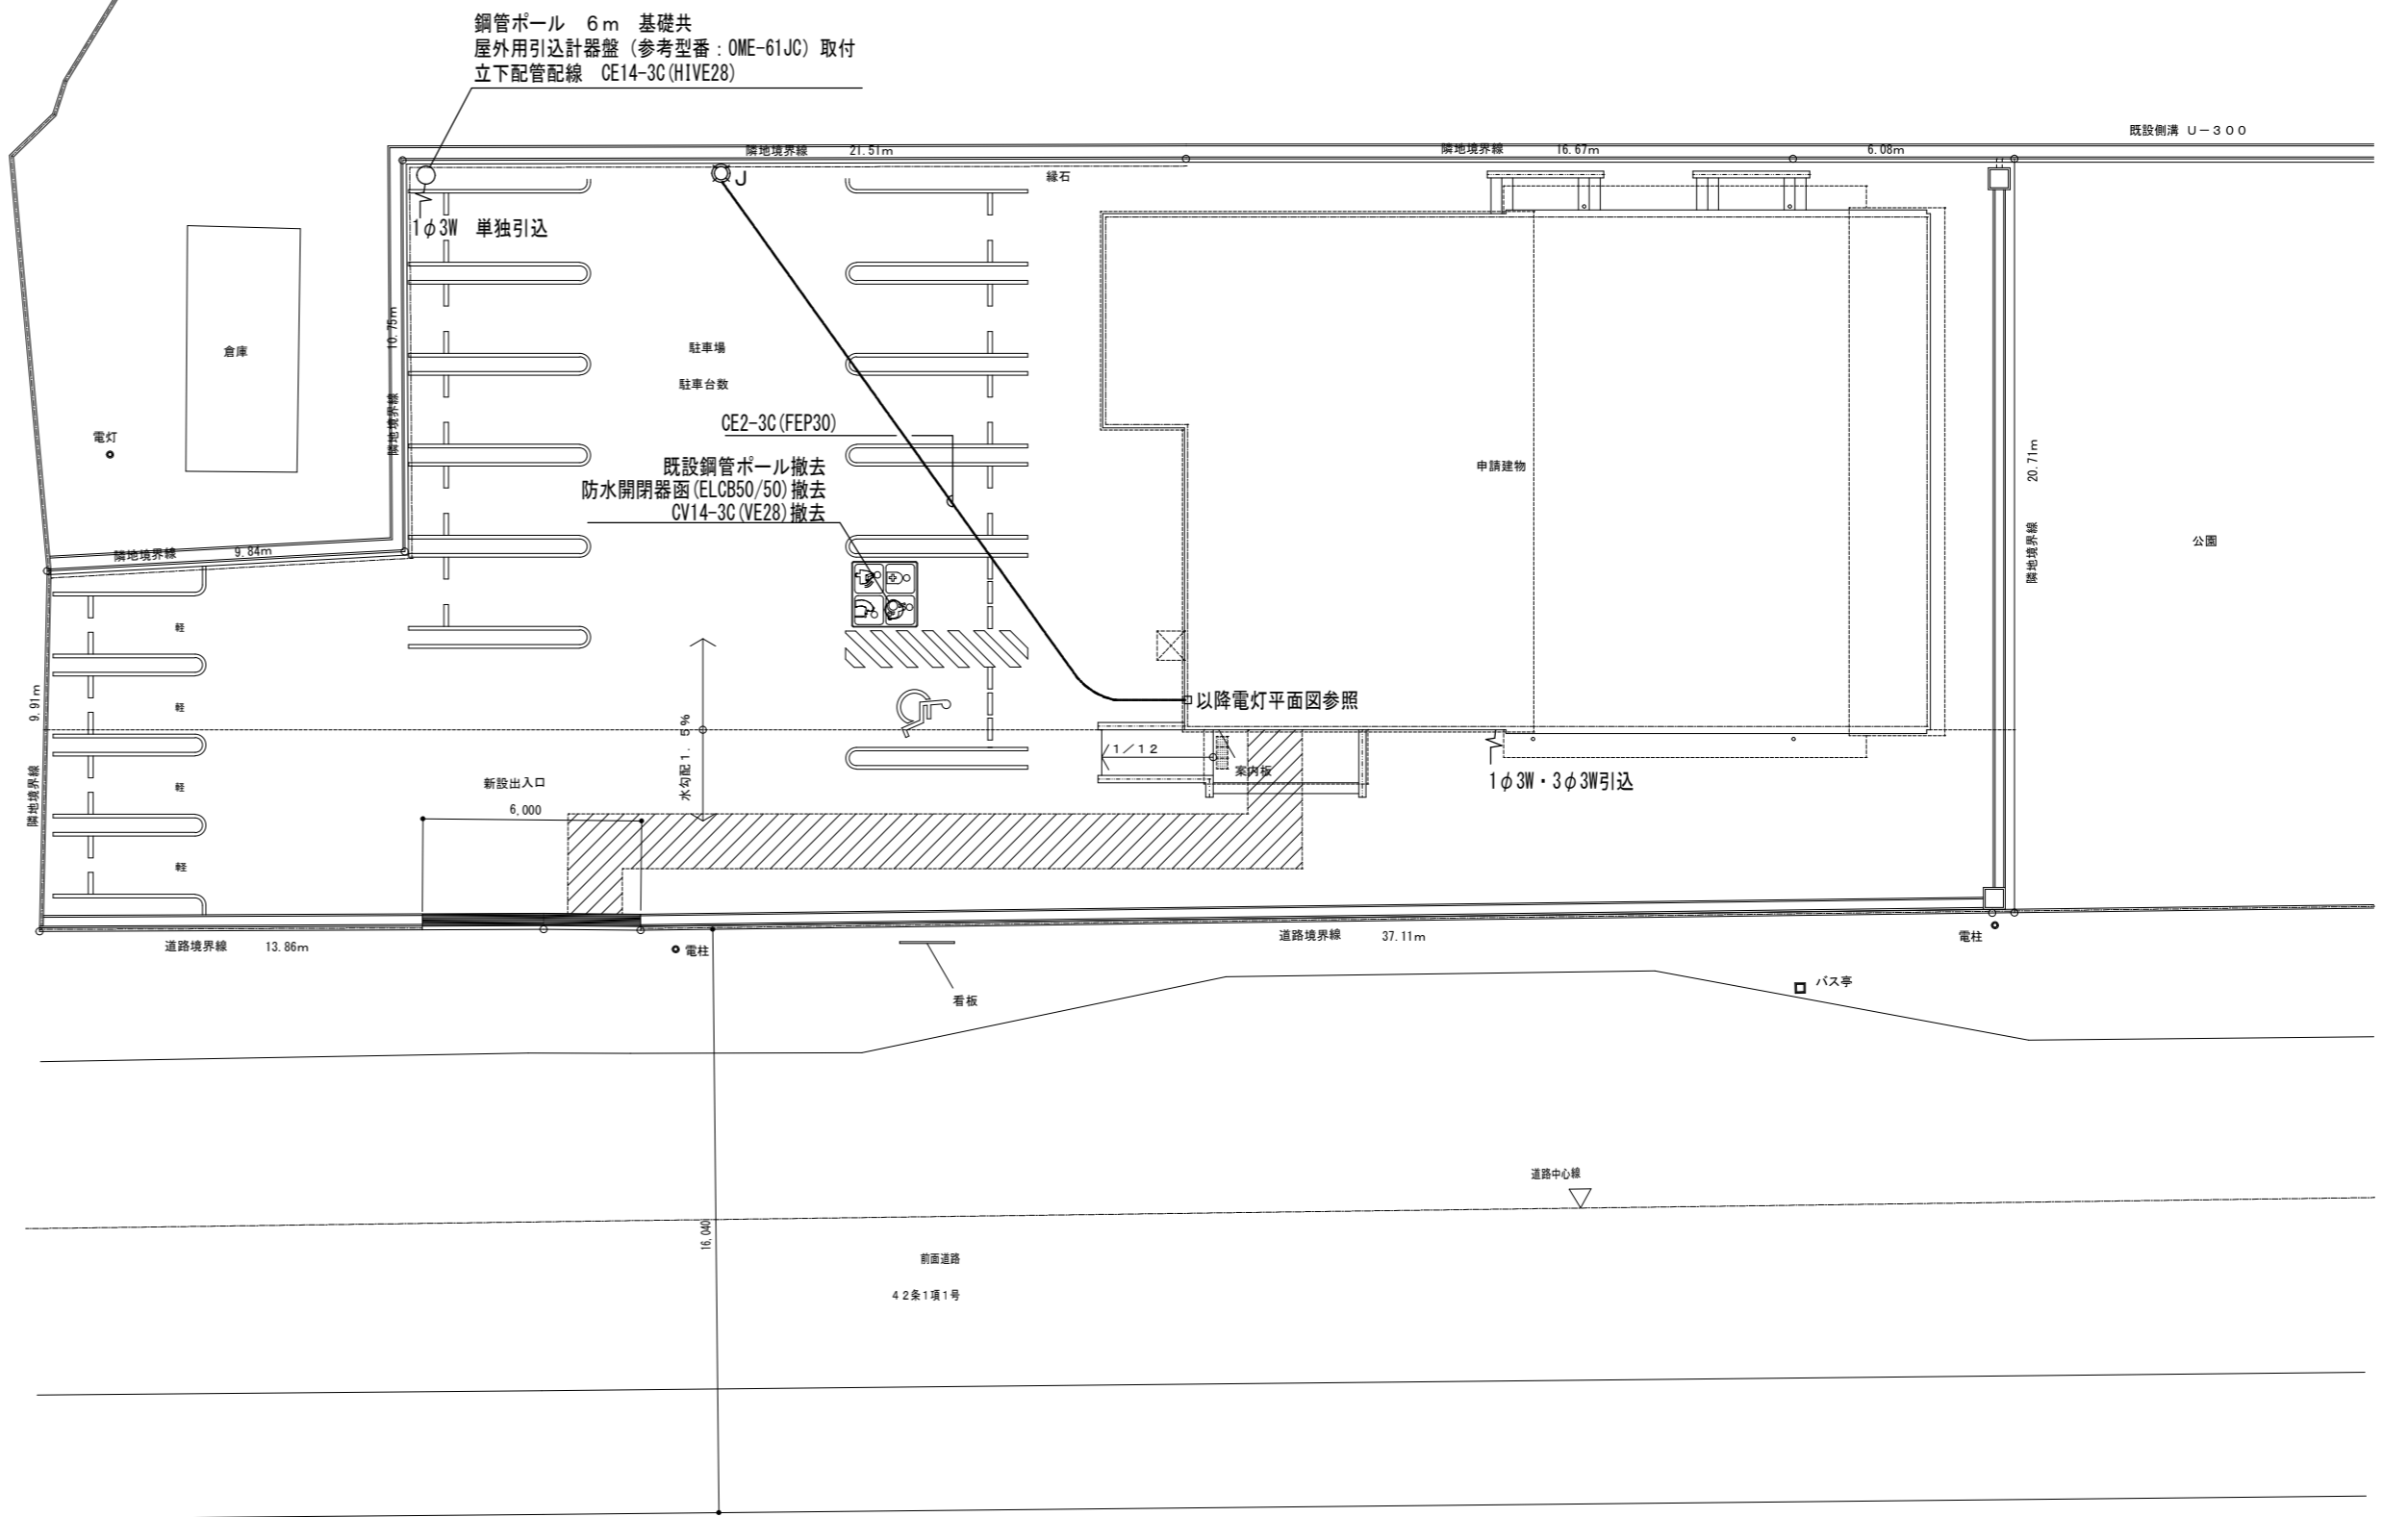 鋼管ポール　６ｍ　基礎共
屋外用引込計器盤（参考型番：OME-61JC）取付
立下配管配線　CE14-3C(HIVE28)
既設側溝 Ｕ－３００
隣地境界線　21.51m
隣地境界線　16.67m
6.08m
J
縁石
1φ3W　単独引込
倉庫
10.75m
隣地境界線
駐車場
駐車台数
電灯
CE2-3C(FEP30)
既設鋼管ポール撤去
防水開閉器函(ELCB50/50)撤去
CV14-3C(VE28)撤去
申請建物
20.71m
隣地境界線
公園
隣地境界線　9.84m
軽
軽
軽
軽
9.91m
隣地境界線
以降電灯平面図参照
水勾配１．５％
１／１２
案内板
1φ3W・3φ3W引込
新設出入口
6,000
道路境界線　13.86m
電柱
道路境界線　37.11m
電柱
看板
バス亭
道路中心線
16,040
前面道路
４２条１項１号